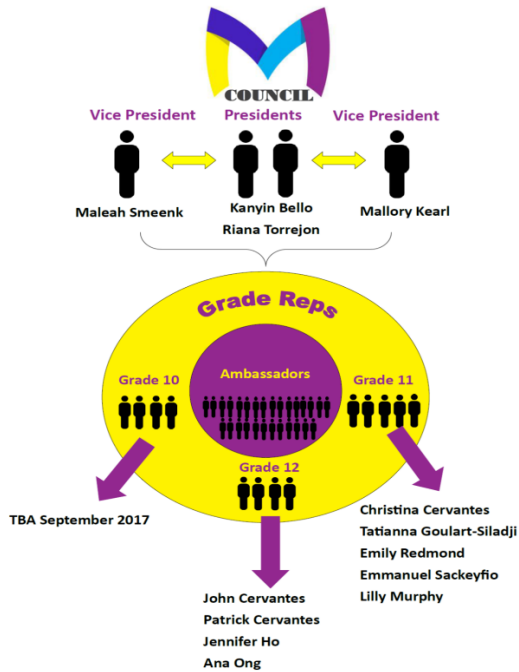 COUNCIL
Vice President
Presidents
Vice President
Maleah Smeenk
Kanyin Bello
Riana Torrejon
Mallory Kearl
Grade Reps
Ambassadors
Grade 10
Grade 11
Grade 12
TBA September 2017
Christina Cervantes
Tatianna Goulart-Siladji
Emily Redmond
Emmanuel Sackeyfio
Lilly Murphy
John Cervantes
Patrick Cervantes
Jennifer Ho
Ana Ong